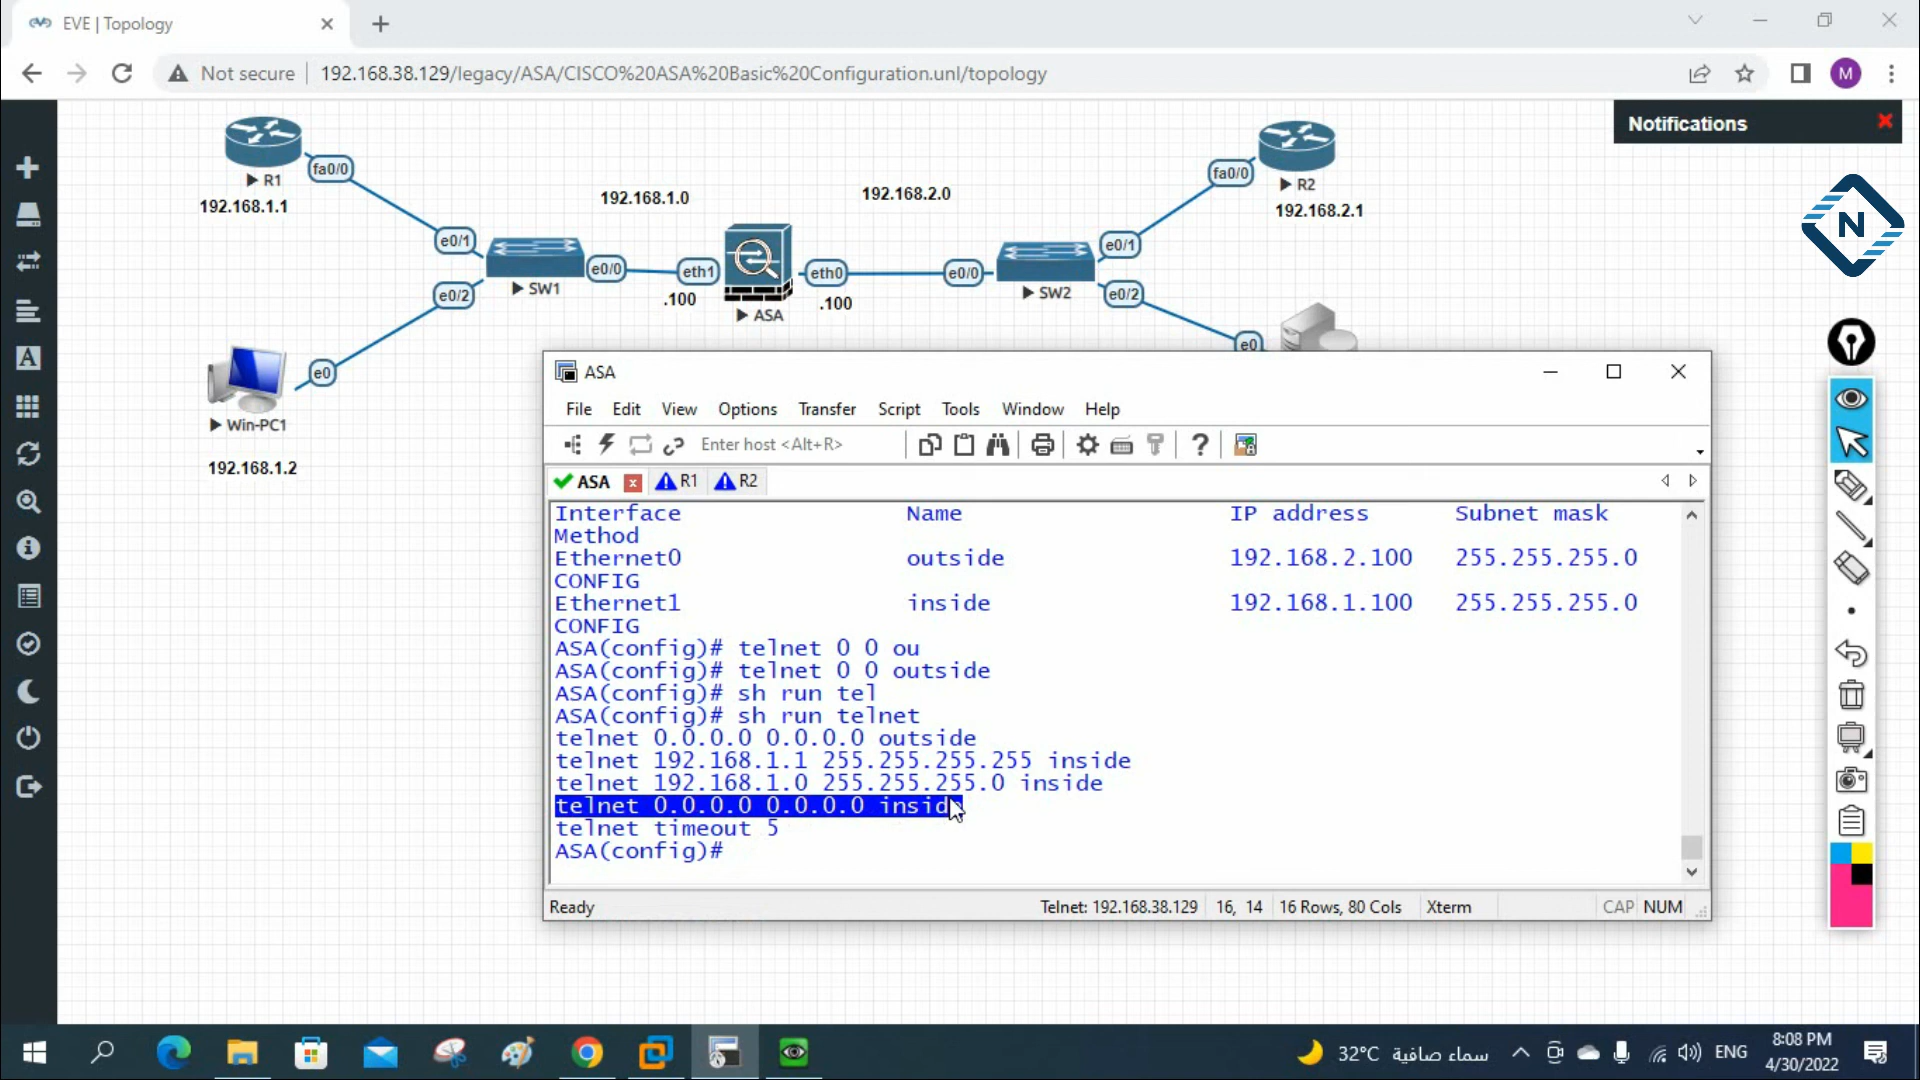 EVE | Topology
Not secure
192.168.38.129/legacy/ASA/CISCO%20ASA%20Basic%20Configuration.unl/topology
M
Notifications
N
R1
fa0/0
192.168.1.1
192.168.1.0
192.168.2.0
fa0/0
R2
192.168.2.1
e0/1
e0/0
eth1
eth0
e0/0
e0/1
SW1
.100
ASA
.100
SW2
e0/2
e0/2
e0
e0
Win-PC1
192.168.1.2
ASA
File Edit View Options Transfer Script Tools Window Help
Enter host <Alt+R>
ASA
R1
R2
Interface Name IP address Subnet mask
Method
Ethernet0 outside 192.168.2.100 255.255.255.0
CONFIG
Ethernet1 inside 192.168.1.100 255.255.255.0
CONFIG
ASA(config)# telnet 0 0 ou
ASA(config)# telnet 0 0 outside
ASA(config)# sh run tel
ASA(config)# sh run telnet
telnet 0.0.0.0 0.0.0.0 outside
telnet 192.168.1.1 255.255.255.255 inside
telnet 192.168.1.0 255.255.255.0 inside
telnet 0.0.0.0 0.0.0.0 inside
telnet timeout 5
ASA(config)#
Ready
Telnet: 192.168.38.129 16, 14 16 Rows, 80 Cols Xterm CAP NUM
32°C سماء صافية
ENG
8:08 PM
4/30/2022